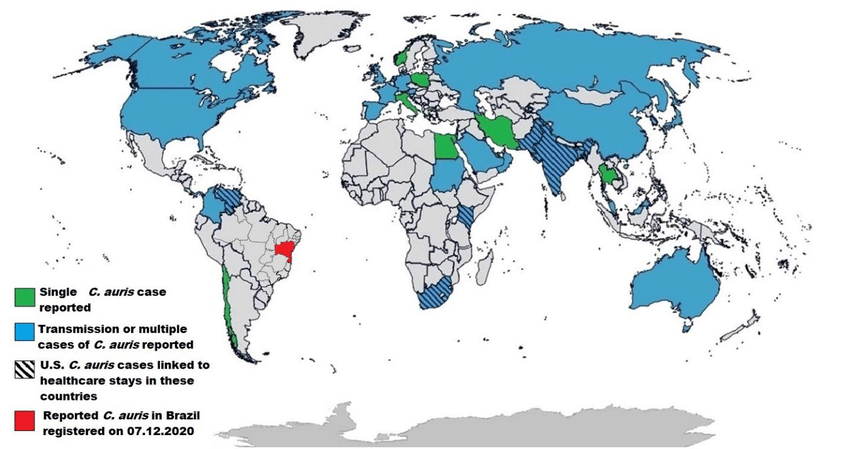 Single C. auris case
reported
Transmission or multiple
cases of C. auris reported
U.S. C. auris cases linked to
healthcare stays in these
countries
Reported C. auris in Brazil
registered on 07.12.2020